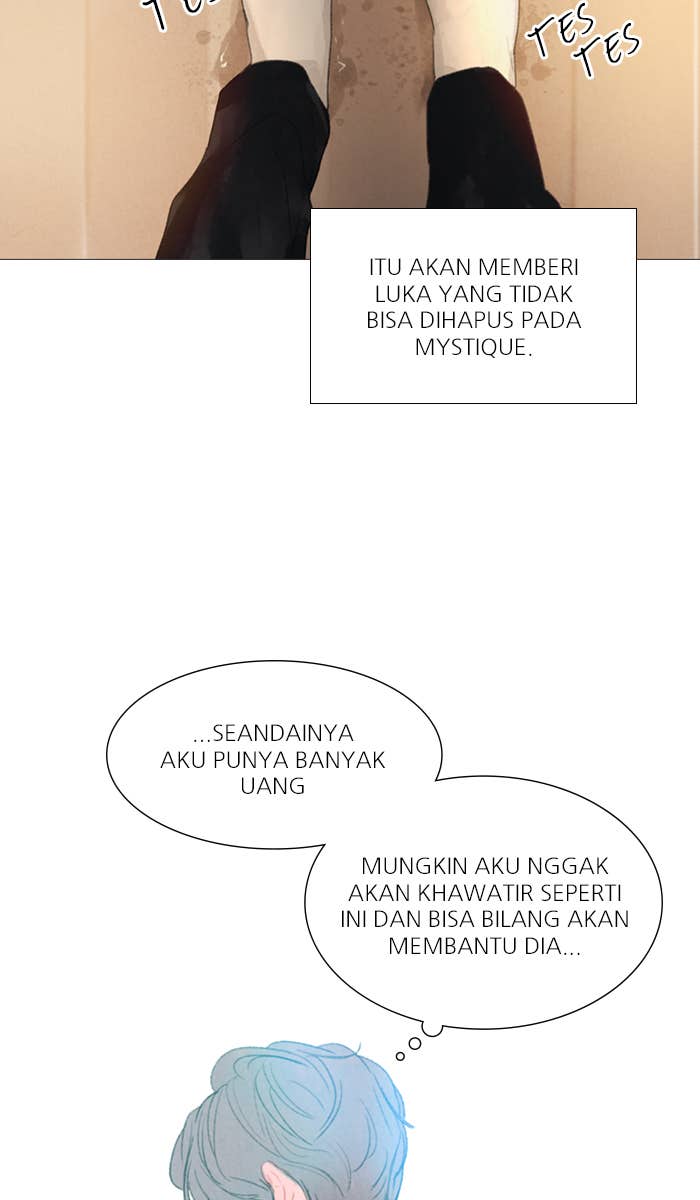 TES
TES
TES
ITU AKAN MEMBERI
LUKA YANG TIDAK
BISA DIHAPUS PADA
MYSTIQUE.
...SEANDAINYA
AKU PUNYA BANYAK
UANG
MUNGKIN AKU NGGAK
AKAN KHAWATIR SEPERTI
INI DAN BISA BILANG AKAN
MEMBANTU DIA...